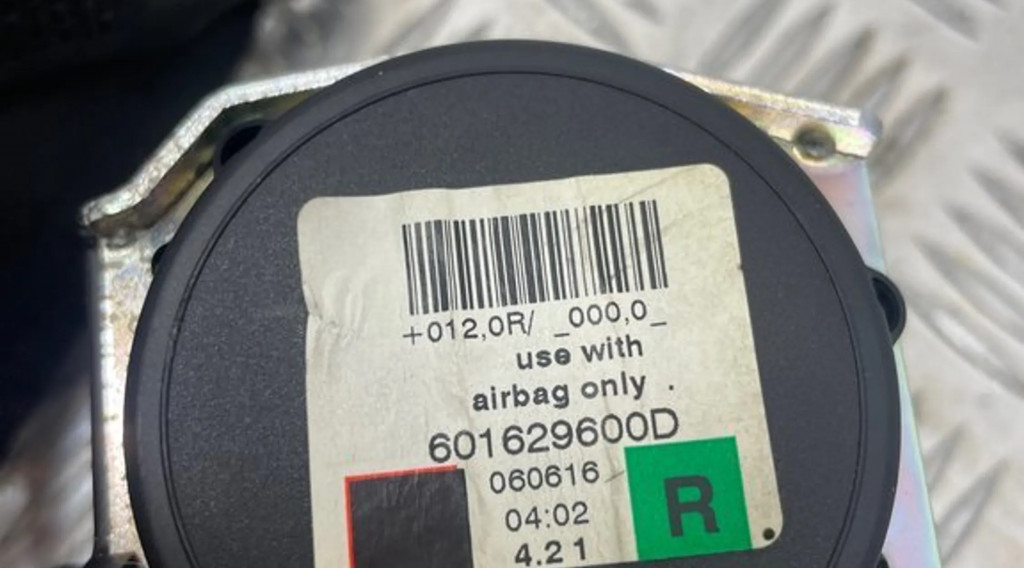 +012,0R/ _000,0_
use with
airbag only .
601629600D
060616
04:02
4.21
R